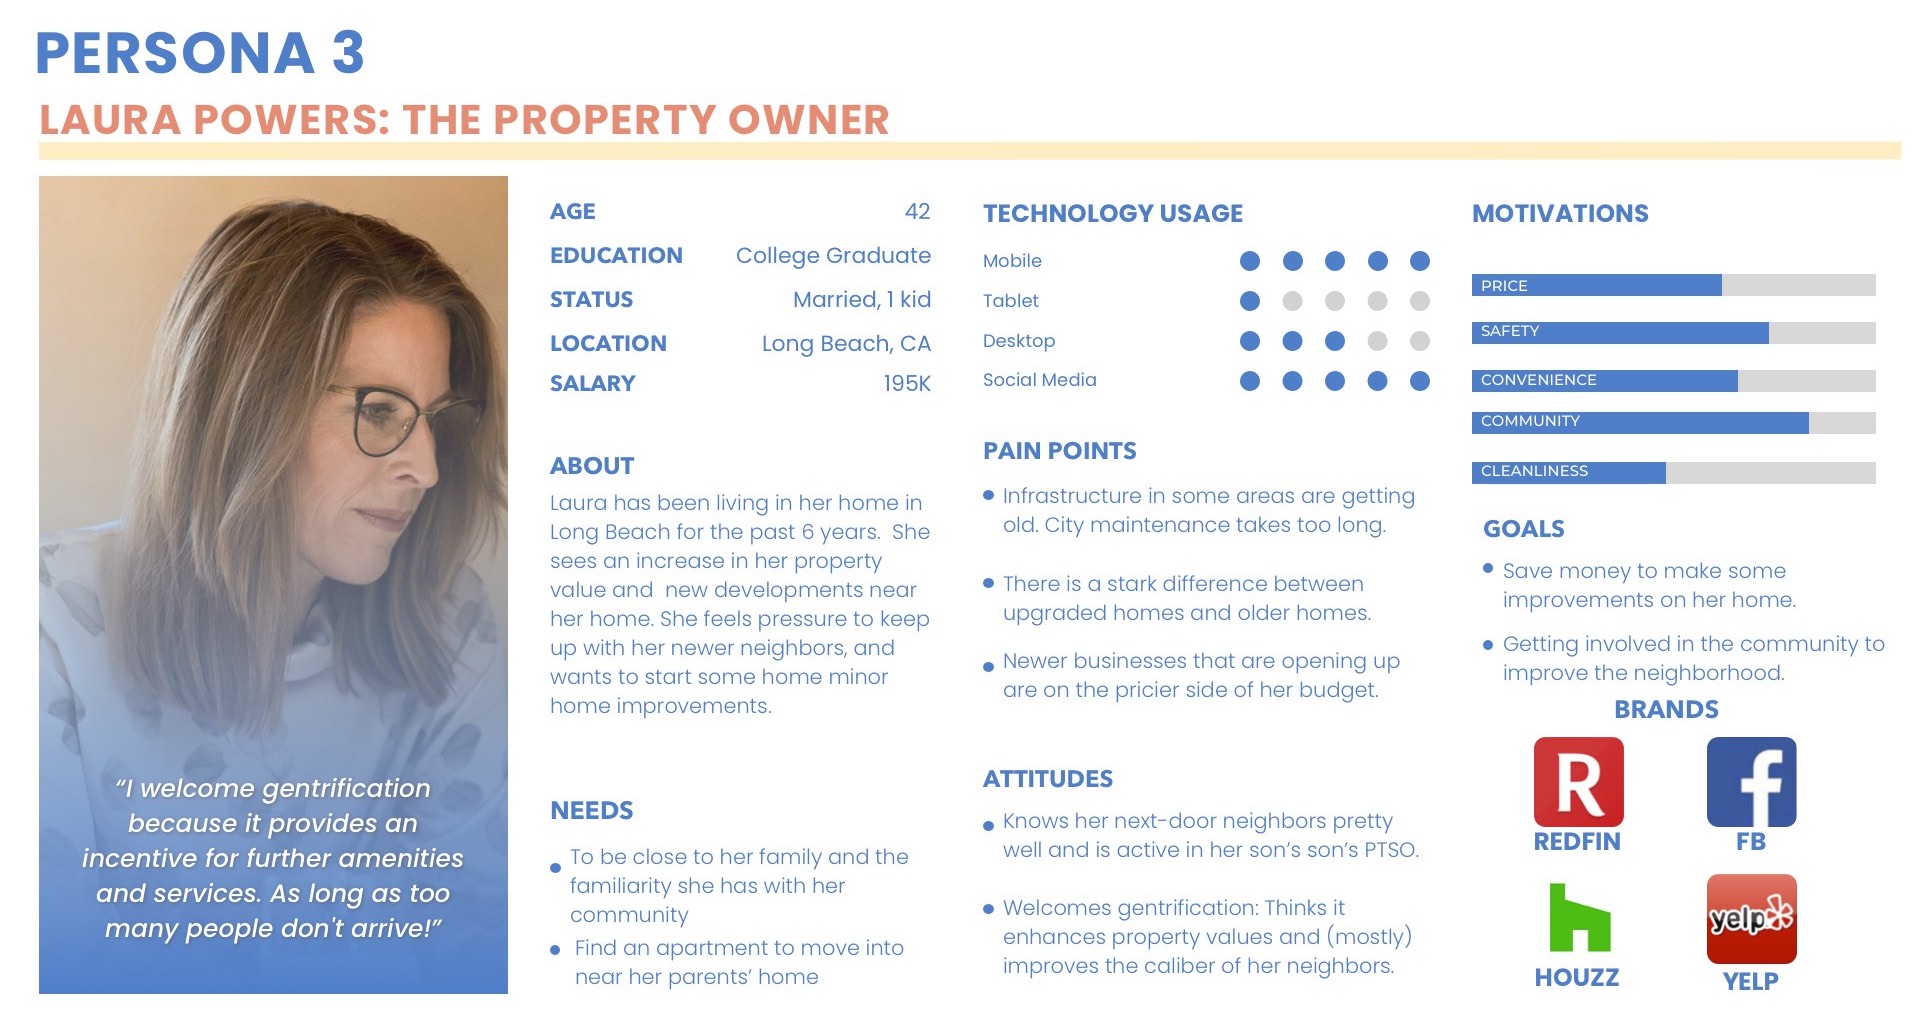 PERSONA 3
LAURA POWERS: THE PROPERTY OWNER
“I welcome gentrification
because it provides an
incentive for further amenities
and services. As long as too
many people don't arrive!”
AGE 42
EDUCATION College Graduate
STATUS Married, 1 kid
LOCATION Long Beach, CA
SALARY 195K
ABOUT
Laura has been living in her home in
Long Beach for the past 6 years.  She
sees an increase in her property
value and  new developments near
her home. She feels pressure to keep
up with her newer neighbors, and
wants to start some home minor
home improvements.
NEEDS
To be close to her family and the
familiarity she has with her
community
Find an apartment to move into
near her parents’ home
TECHNOLOGY USAGE
Mobile
Tablet
Desktop
Social Media
PAIN POINTS
Infrastructure in some areas are getting
old. City maintenance takes too long.
There is a stark difference between
upgraded homes and older homes.
Newer businesses that are opening up
are on the pricier side of her budget.
ATTITUDES
Knows her next-door neighbors pretty
well and is active in her son’s son’s PTSO.
Welcomes gentrification: Thinks it
enhances property values and (mostly)
improves the caliber of her neighbors.
MOTIVATIONS
PRICE
SAFETY
CONVENIENCE
COMMUNITY
CLEANLINESS
GOALS
Save money to make some
improvements on her home.
Getting involved in the community to
improve the neighborhood.
BRANDS
R
REDFIN
f
FB
HOUZZ
yelp
YELP